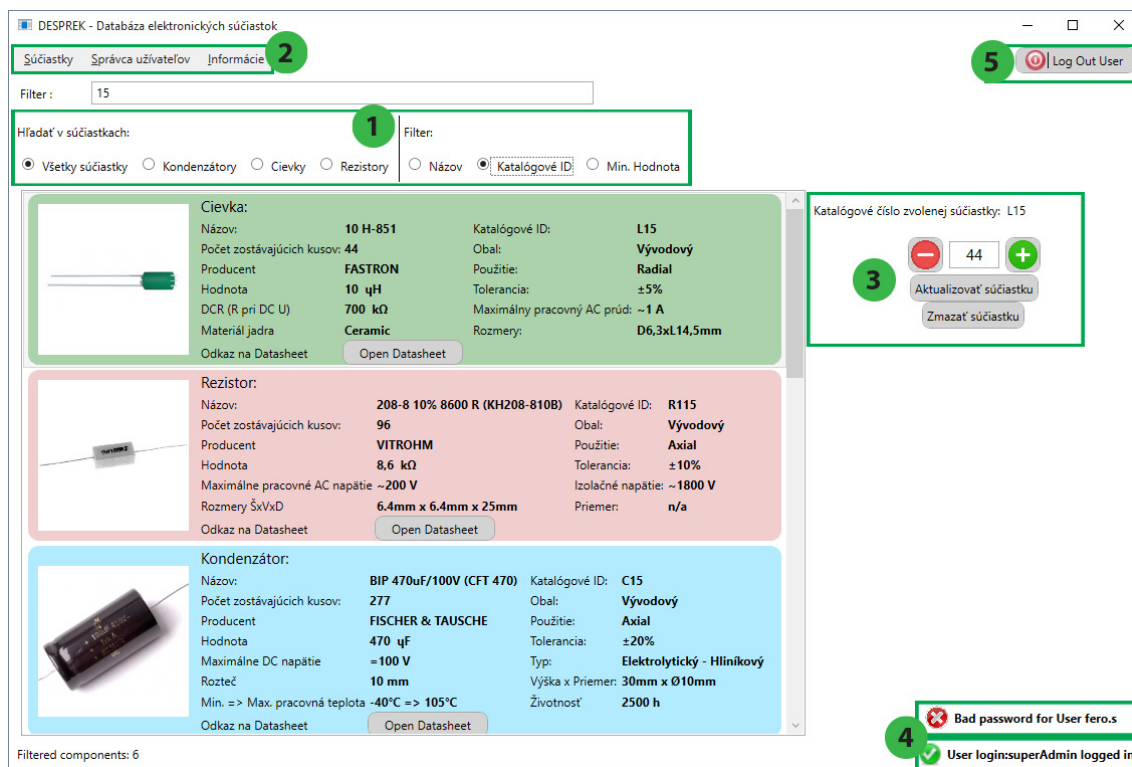 DESPREK - Databáza elektronických súčiastok
Súčiastky Správca užívateľov Informácie 2
5 Log Out User
Filter : 15
1
Hľadať v súčiastkach: Filter:
Všetky súčiastky Kondenzátory Cievky Rezistory Názov Katalógové ID Min. Hodnota
Cievka:
Názov: 10 H-851 Katalógové ID: L15
Počet zostávajúcich kusov: 44 Obal: Vývodový
Producent FASTRON Použitie: Radial
Hodnota 10 qH Tolerancia: ±5%
DCR (R pri DC U) 700 kΩ Maximálny pracovný AC prúd: ~1 A
Materiál jadra Ceramic Rozmery: D6,3xL14,5mm
Odkaz na Datasheet Open Datasheet
Katalógové číslo zvolenej súčiastky: L15
44
3
Aktualizovať súčiastku
Zmazať súčiastku
Rezistor:
Názov: 208-8 10% 8600 R (KH208-810B) Katalógové ID: R115
Počet zostávajúcich kusov: 96 Obal: Vývodový
Producent VITROHM Použitie: Axial
Hodnota 8,6 kΩ Tolerancia: ±10%
Maximálne pracovné AC napätie ~200 V Izolačné napätie: ~1800 V
Rozmery ŠxVxD 6.4mm x 6.4mm x 25mm Priemer: n/a
Odkaz na Datasheet Open Datasheet
Kondenzátor:
Názov: BIP 470uF/100V (CFT 470) Katalógové ID: C15
Počet zostávajúcich kusov: 277 Obal: Vývodový
Producent FISCHER & TAUSCHE Použitie: Axial
Hodnota 470 qF Tolerancia: ±20%
Maximálne DC napätie =100 V Typ: Elektrolytický - Hliníkový
Rozteč 10 mm Výška x Priemer: 30mm x Ø10mm
Min. => Max. pracovná teplota -40°C => 105°C Životnosť 2500 h
Odkaz na Datasheet Open Datasheet
4
Bad password for User fero.s
User login:superAdmin logged in
Filtered components: 6